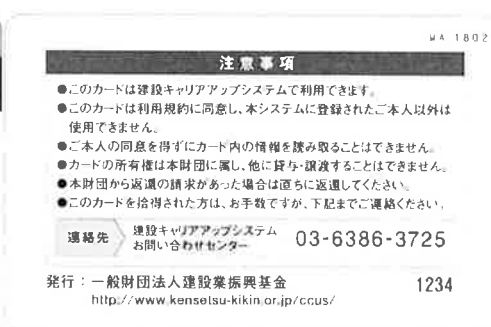 MA 1802
注意事項
●このカードは建設キャリアアップシステムで利用できます。
●このカードは利用規約に同意し、本システムに登録されたご本人以外は
使用できません。
●ご本人の同意を得ずにカード内の情報を読み取ることはできません。
●カードの所有権は本財団に属し、他に貸与・譲渡することはできません。
●本財団から返還の請求があった場合は直ちに返還してください。
●このカードを拾得された方は、お手数ですが、下記までご連絡ください。
連絡先 建設キャリアアップシステム
お問い合わせセンター 03-6386-3725
発行：一般財団法人建設業振興基金 1234
http://www.kensetsu-kikin.or.jp/ccus/